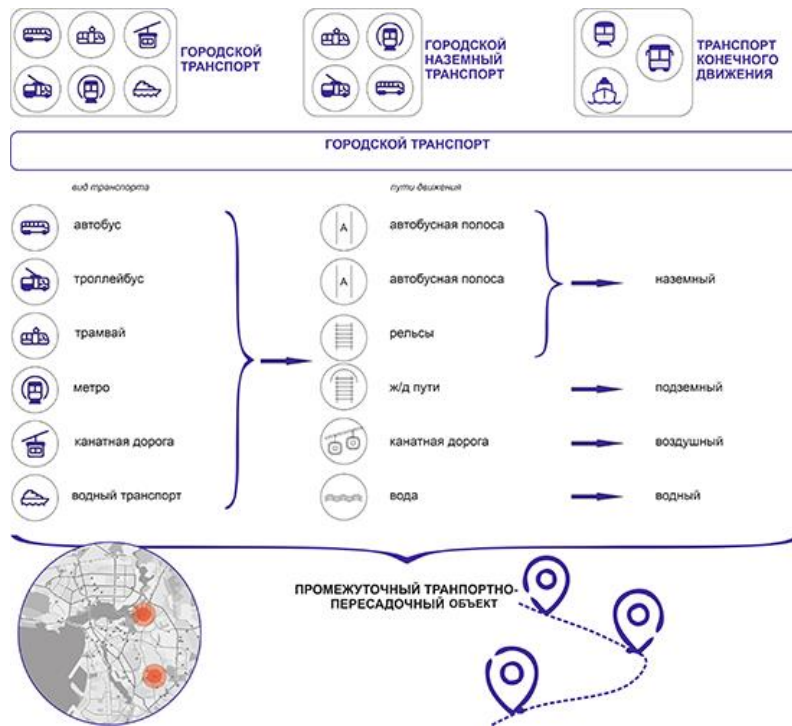 ГОРОДСКОЙ
ТРАНСПОРТ
ГОРОДСКОЙ
НАЗЕМНЫЙ
ТРАНСПОРТ
ТРАНСПОРТ
КОНЕЧНОГО
ДВИЖЕНИЯ
ГОРОДСКОЙ ТРАНСПОРТ
вид транспорта
пути движения
автобус
А
автобусная полоса
троллейбус
А
автобусная полоса
наземный
трамвай
рельсы
метро
ж/д пути
подземный
канатная дорога
канатная дорога
воздушный
водный транспорт
вода
водный
ПРОМЕЖУТОЧНЫЙ ТРАНПОРТНО-
ПЕРЕСАДОЧНЫЙ ОБЪЕКТ